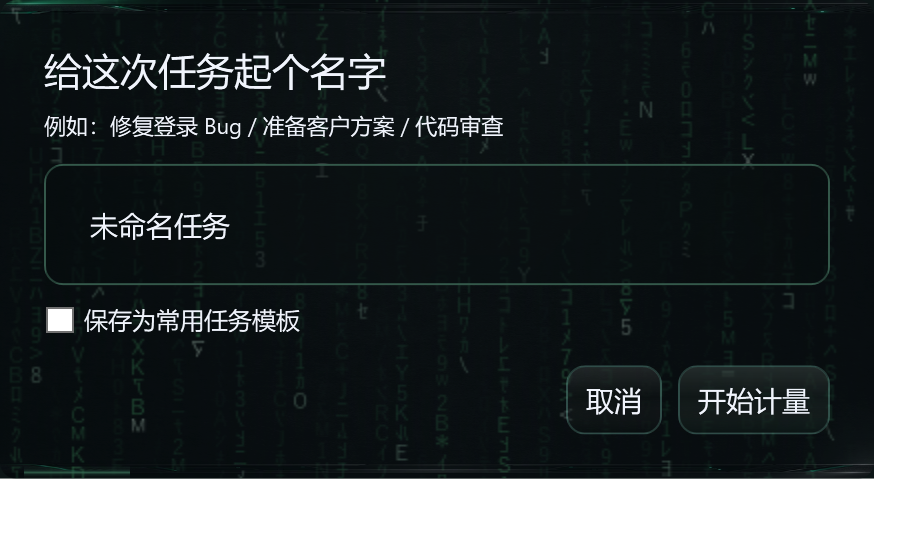 给这次任务起个名字
例如：修复登录 Bug / 准备客户方案 / 代码审查
未命名任务
保存为常用任务模板
取消
开始计量